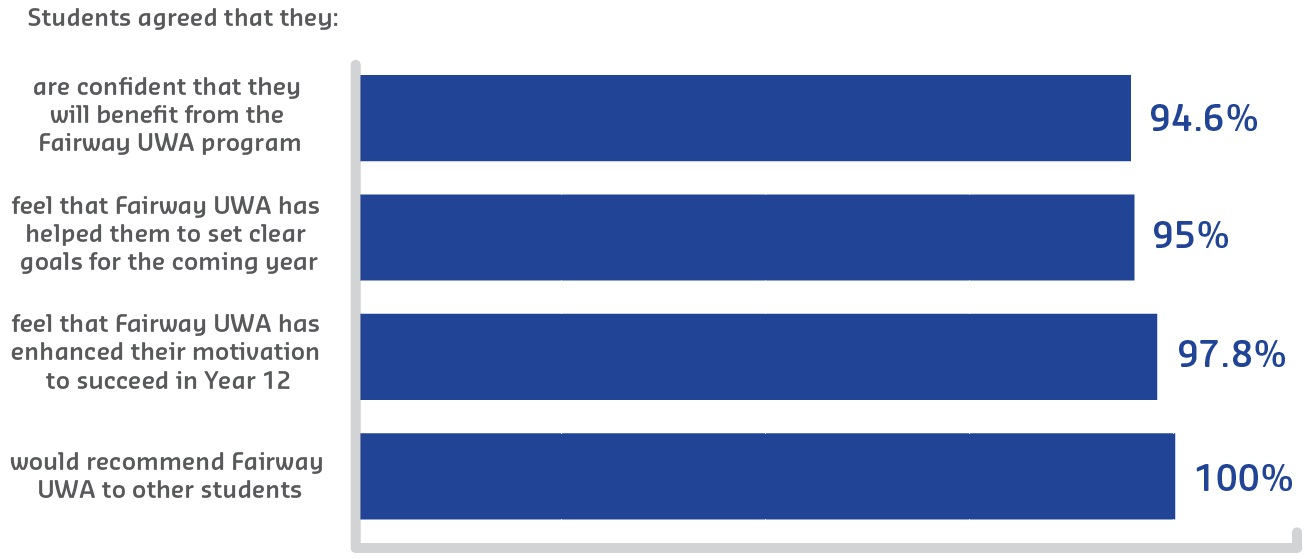 Students agreed that they:
are confident that they
will benefit from the
Fairway UWA program
94.6%
feel that Fairway UWA has
helped them to set clear
goals for the coming year
95%
feel that Fairway UWA has
enhanced their motivation
to succeed in Year 12
97.8%
would recommend Fairway
UWA to other students
100%